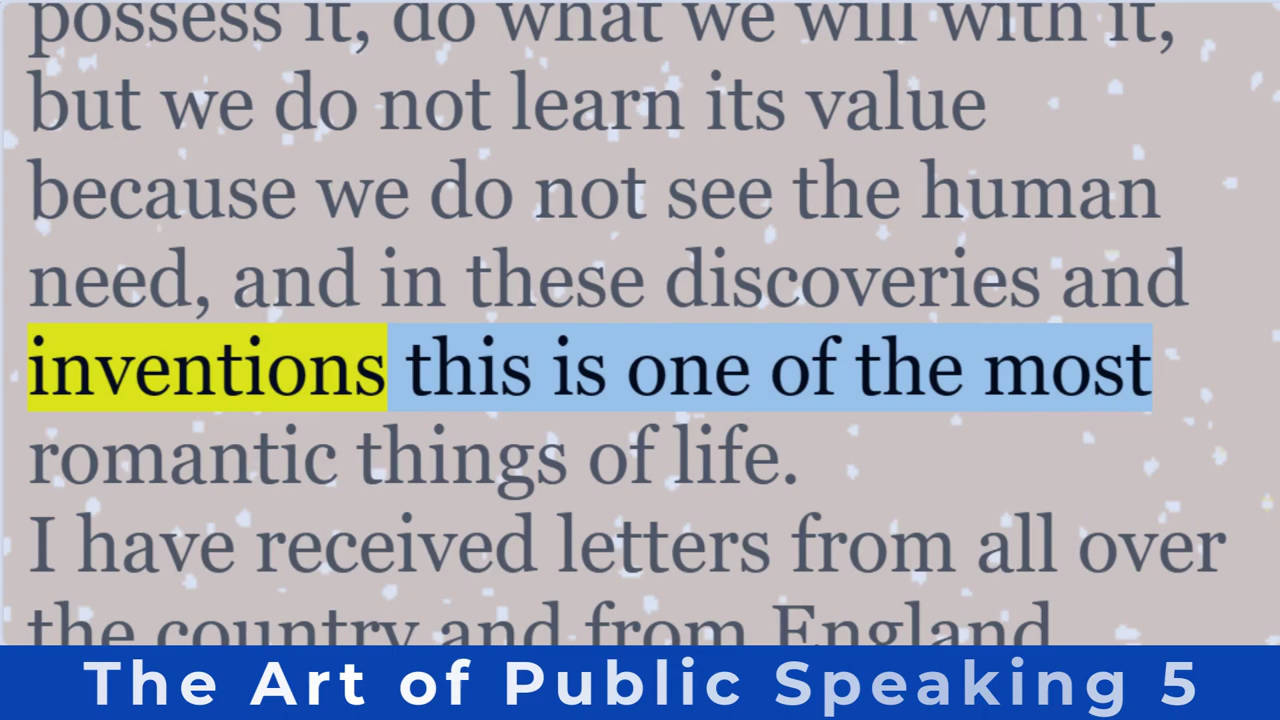 possess it, do what we will with it,
but we do not learn its value
because we do not see the human
need, and in these discoveries and
inventions this is one of the most
romantic things of life.
I have received letters from all over
the country and from England
The Art of Public Speaking 5